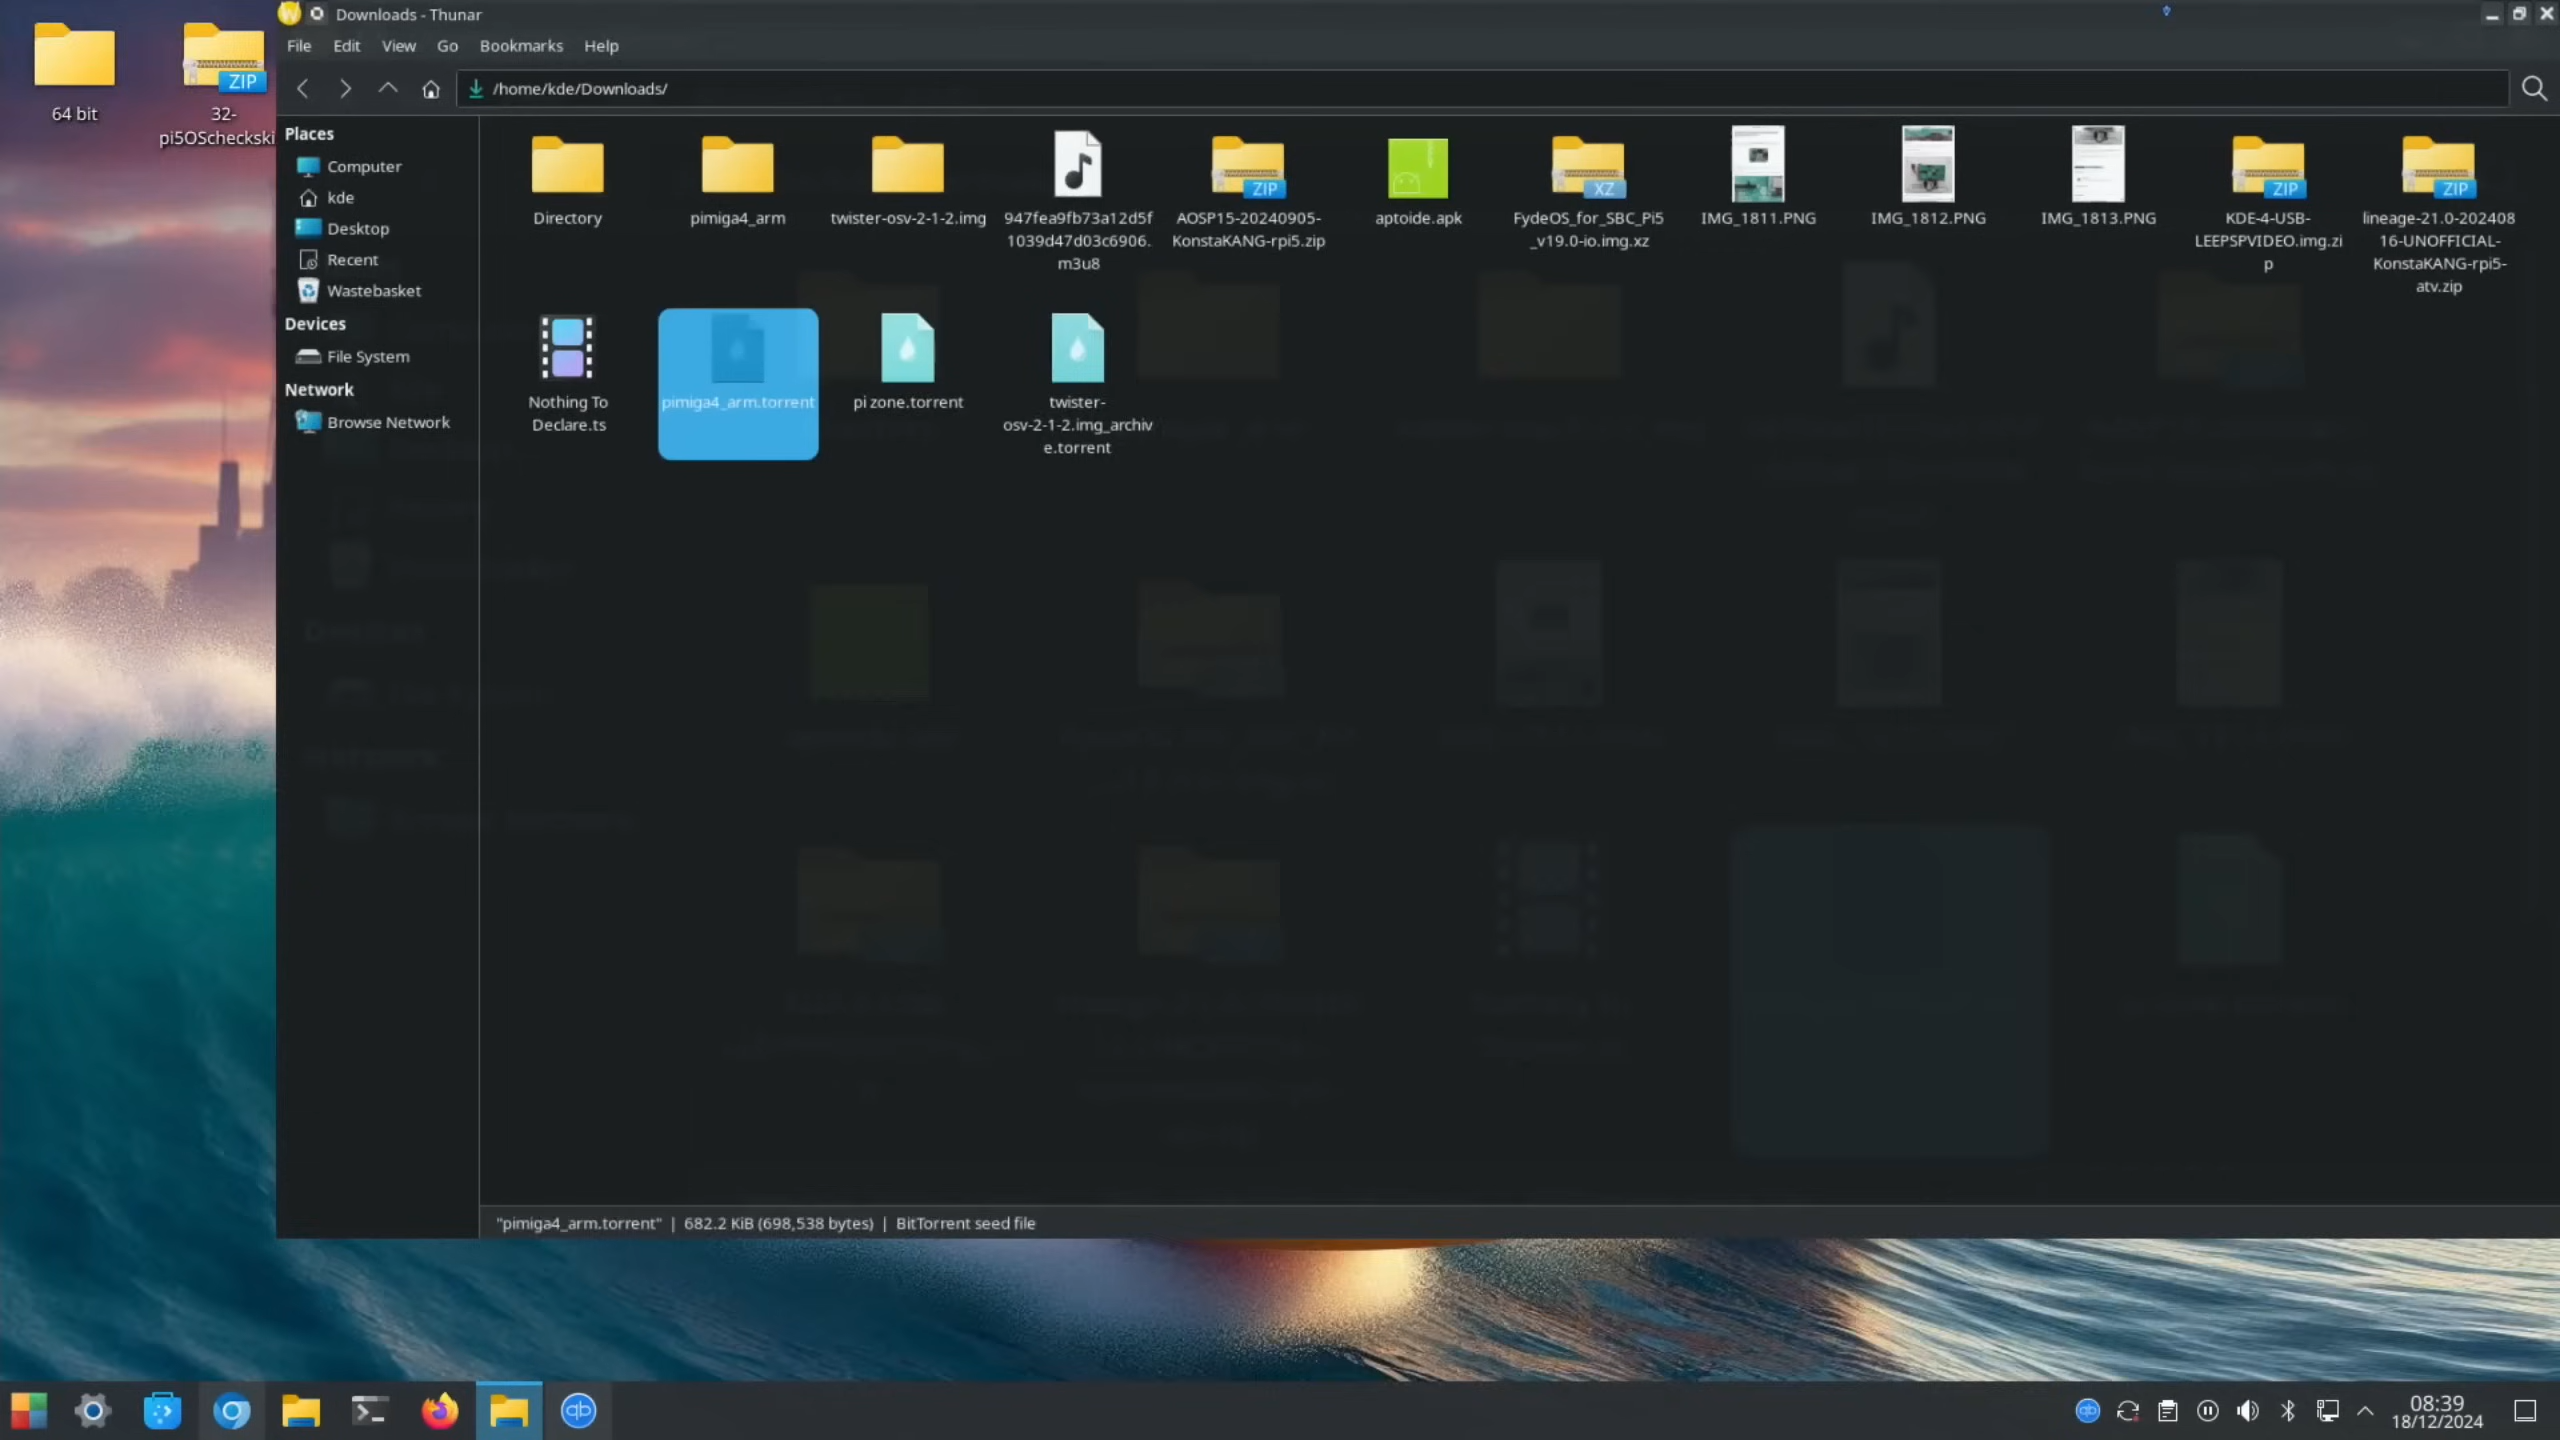 64 bit
ZIP
32-
pi5OScheckski
Downloads - Thunar
File Edit View Go Bookmarks Help
/home/kde/Downloads/
Places
Computer
kde
Desktop
Recent
Wastebasket
Devices
File System
Network
Browse Network
Directory
pimiga4_arm
twister-osv-2-1-2.img
947fea9fb73a12d5f
1039d47d03c6906.
m3u8
ZIP
AOSP15-20240905-
KonstaKANG-rpi5.zip
aptoide.apk
XZ
FydeOS_for_SBC_Pi5
_v19.0-io.img.xz
IMG_1811.PNG
IMG_1812.PNG
IMG_1813.PNG
ZIP
KDE-4-USB-
LEEPSPVIDEO.img.zi
p
ZIP
lineage-21.0-202408
16-UNOFFICIAL-
KonstaKANG-rpi5-
atv.zip
Nothing To
Declare.ts
pimiga4_arm.torrent
pi zone.torrent
twister-
osv-2-1-2.img_archiv
e.torrent
"pimiga4_arm.torrent" | 682.2 KiB (698,538 bytes) | BitTorrent seed file
qb
qb
08:39
18/12/2024